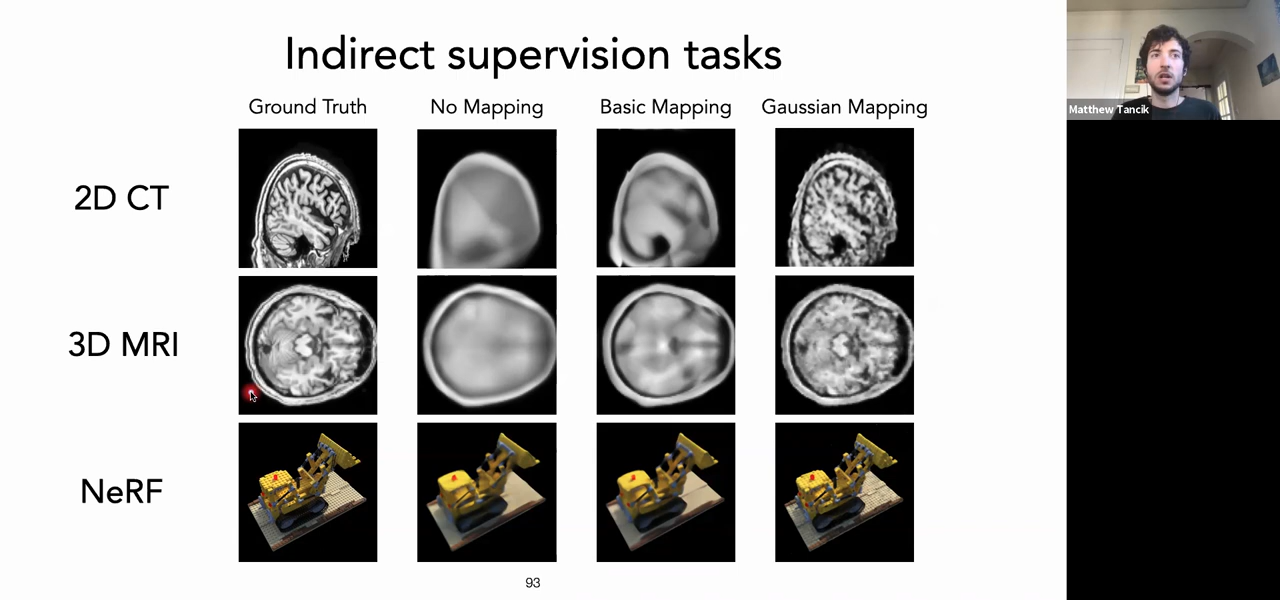 Indirect supervision tasks
Ground Truth No Mapping Basic Mapping Gaussian Mapping
2D CT
3D MRI
NeRF
93
Matthew Tancik